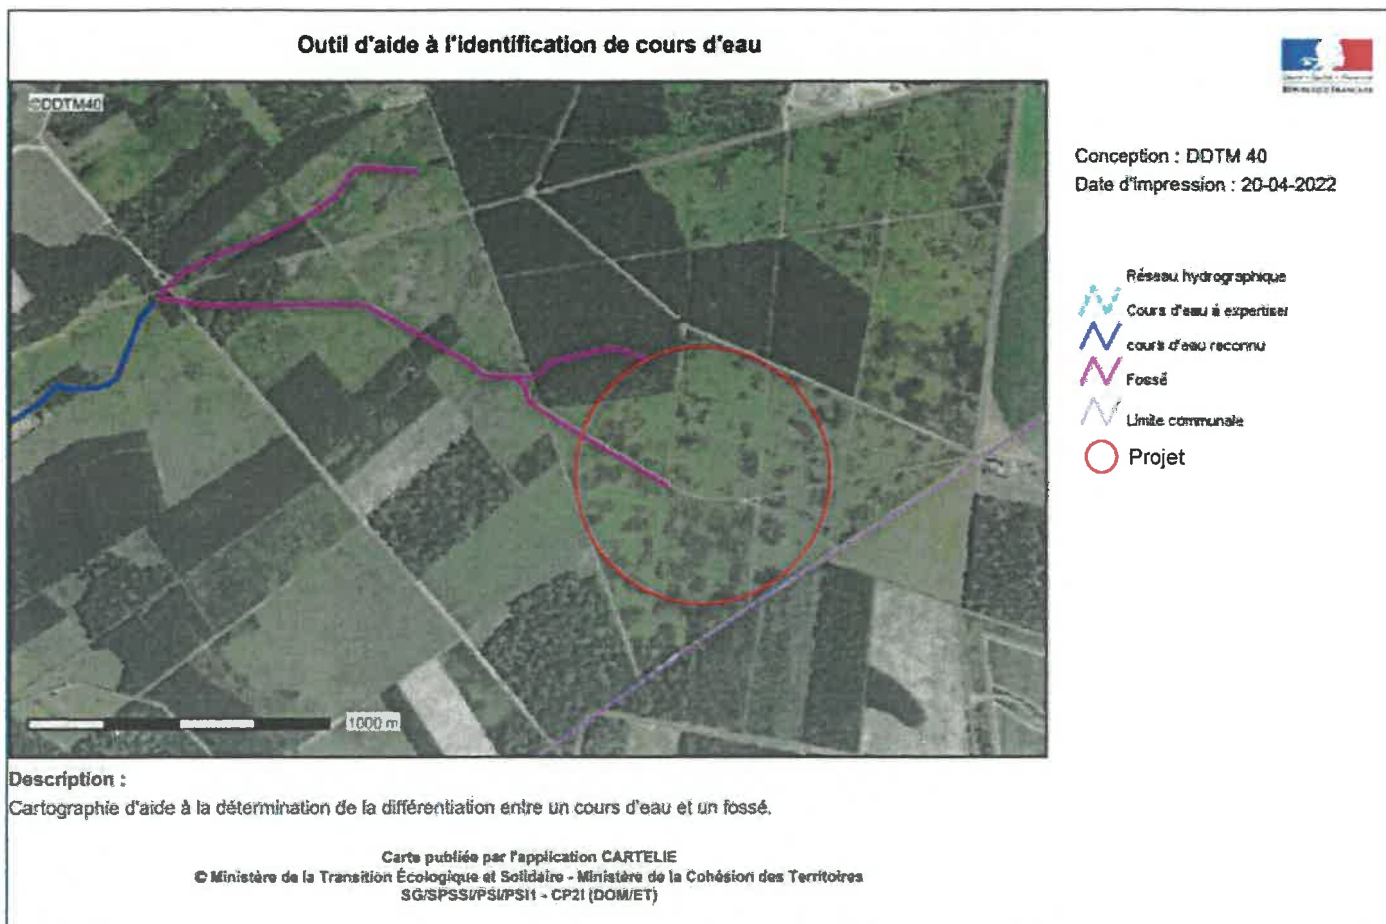 Outil d'aide à l'identification de cours d'eau
©DDTM40
RÉPUBLIQUE FRANÇAISE
Conception : DDTM 40
Date d'impression : 20-04-2022
Réseau hydrographique
Cours d'eau à expertiser
cours d'eau reconnu
Fossé
Limite communale
Projet
1000 m
Description :
Cartographie d'aide à la détermination de la différentiation entre un cours d'eau et un fossé.
Carte publiée par l'application CARTELIE
© Ministère de la Transition Écologique et Solidaire - Ministère de la Cohésion des Territoires
SG/SPSSI/PSI/PSI1 - CP2I (DOM/ET)